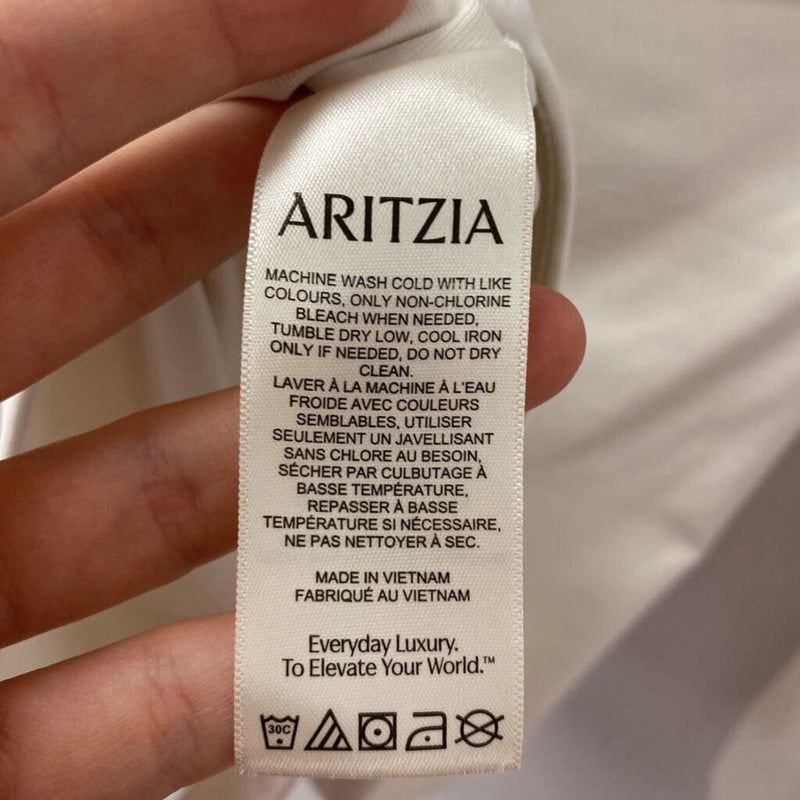 ARITZIA
MACHINE WASH COLD WITH LIKE
COLOURS, ONLY NON-CHLORINE
BLEACH WHEN NEEDED,
TUMBLE DRY LOW, COOL IRON
ONLY IF NEEDED, DO NOT DRY
CLEAN.
LAVER À LA MACHINE À L'EAU
FROIDE AVEC COULEURS
SEMBLABLES, UTILISER
SEULEMENT UN JAVELLISANT
SANS CHLORE AU BESOIN,
SÉCHER PAR CULBUTAGE À
BASSE TEMPÉRATURE,
REPASSER À BASSE
TEMPÉRATURE SI NÉCESSAIRE,
NE PAS NETTOYER À SEC.
MADE IN VIETNAM
FABRIQUÉ AU VIETNAM
Everyday Luxury.
To Elevate Your World.™
30C